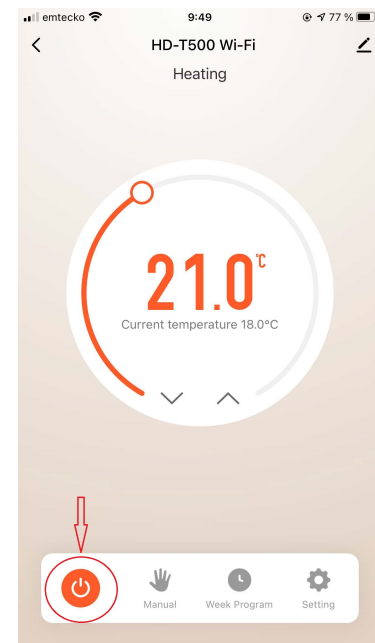 emtecko 9:49 77 %
HD-T500 Wi-Fi
Heating
21.0°C
Current temperature 18.0°C
Manual Week Program Setting